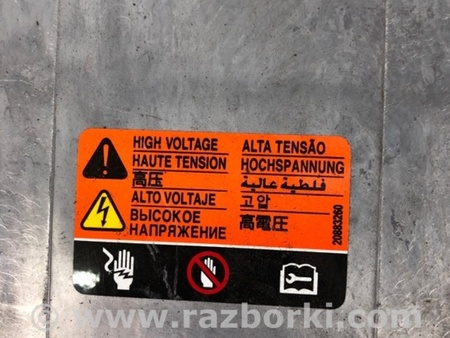 HIGH VOLTAGE
HAUTE TENSION
高压
ALTO VOLTAJE
ВЫСОКОЕ
НАПРЯЖЕНИЕ
ALTA TENSÃO
HOCHSPANNUNG
فلطية عالية
고압
高電圧
20883260
© www.razborki.com